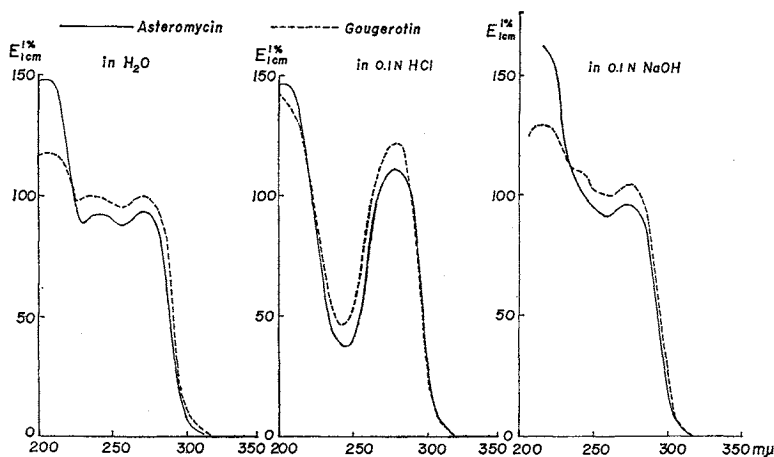 Asteromycin Gougerotin
E1%1cm in H₂O
150
100
50
0
200 250 300 350
E1%1cm in 0.1N HCl
150
100
50
0
200 250 300 350
E1%1cm in 0.1N NaOH
150
100
50
0
200 250 300 350 mμ